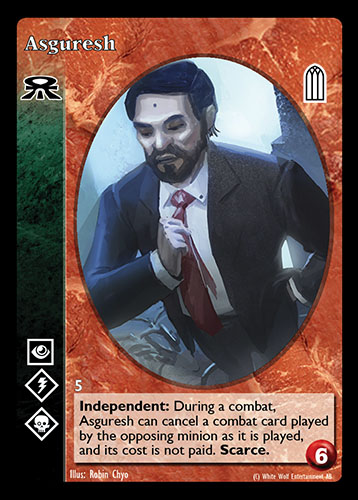 Asguresh
5
Independent: During a combat,
Asguresh can cancel a combat card played
by the opposing minion as it is played,
and its cost is not paid. Scarce.
6
Illus: Robin Chyo
(C) White Wolf Entertainment AB